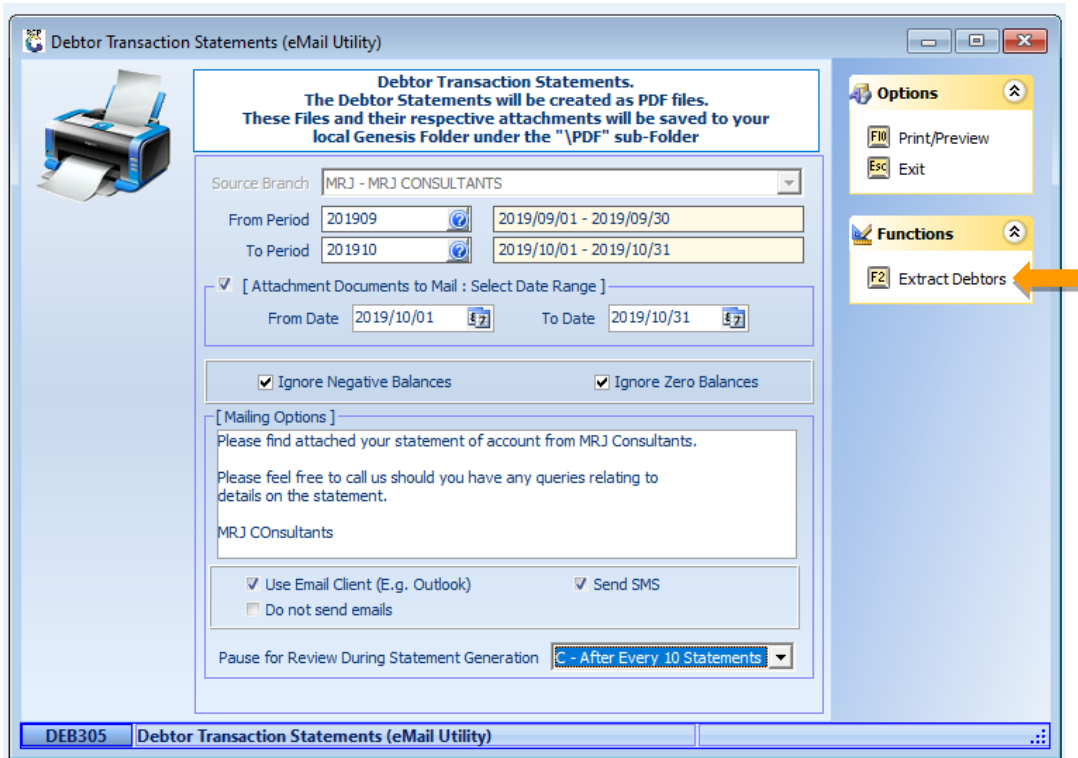 Debtor Transaction Statements (eMail Utility)
Debtor Transaction Statements.
The Debtor Statements will be created as PDF files.
These Files and their respective attachments will be saved to your
local Genesis Folder under the "\PDF" sub-Folder
Source Branch MRJ - MRJ CONSULTANTS
From Period 201909 2019/09/01 - 2019/09/30
To Period 201910 2019/10/01 - 2019/10/31
[ Attachment Documents to Mail : Select Date Range ]
From Date 2019/10/01 To Date 2019/10/31
Ignore Negative Balances Ignore Zero Balances
[ Mailing Options ]
Please find attached your statement of account from MRJ Consultants.
Please feel free to call us should you have any queries relating to
details on the statement.
MRJ COnsultants
Use Email Client (E.g. Outlook) Send SMS
Do not send emails
Pause for Review During Statement Generation C - After Every 10 Statements
Options
F10 Print/Preview
Esc Exit
Functions
F2 Extract Debtors
DEB305 Debtor Transaction Statements (eMail Utility)